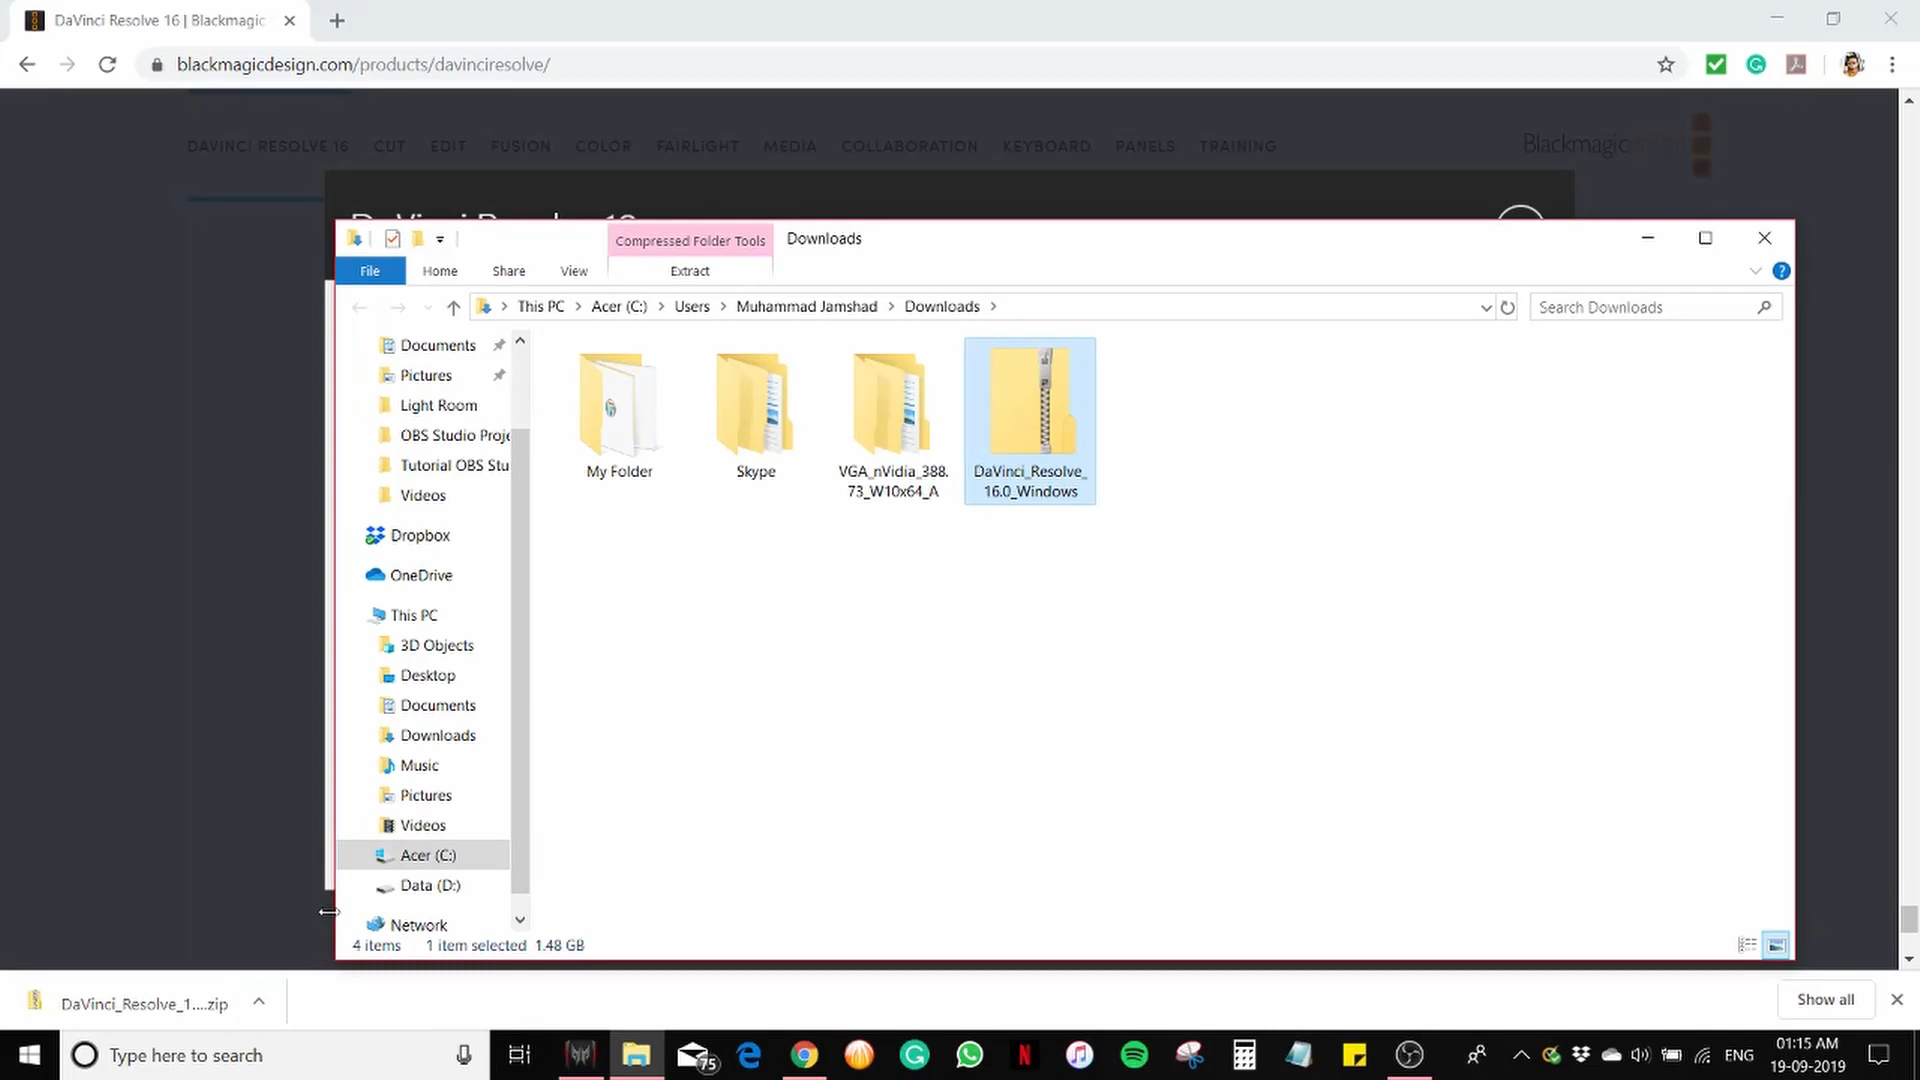 DaVinci Resolve 16 | Blackmagic
blackmagicdesign.com/products/davinciresolve/
DAVINCI RESOLVE 16 CUT EDIT FUSION COLOR FAIRLIGHT MEDIA COLLABORATION KEYBOARD PANELS TRAINING
Blackmagicdesign
Compressed Folder Tools
Downloads
File Home Share View Extract
This PC > Acer (C:) > Users > Muhammad Jamshad > Downloads >
Search Downloads
Documents
Pictures
Light Room
OBS Studio Proje
Tutorial OBS Stu
Videos
Dropbox
OneDrive
This PC
3D Objects
Desktop
Documents
Downloads
Music
Pictures
Videos
Acer (C:)
Data (D:)
Network
My Folder
Skype
VGA_nVidia_388.
73_W10x64_A
DaVinci_Resolve_
16.0_Windows
4 items 1 item selected 1.48 GB
DaVinci_Resolve_1....zip
Show all
Type here to search
75
ENG
01:15 AM
19-09-2019